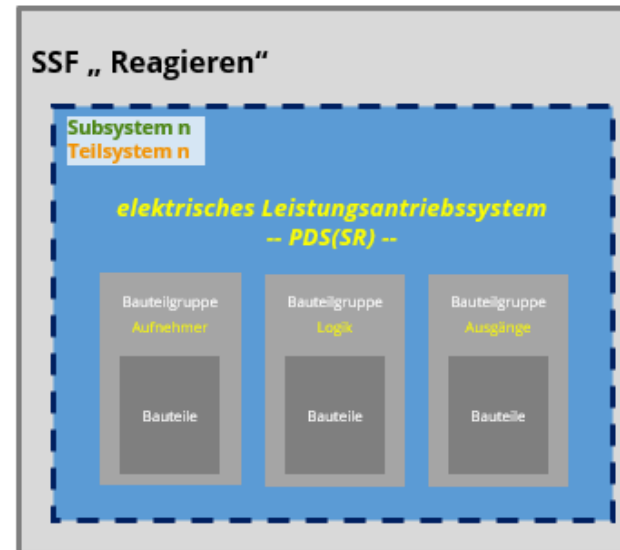 SSF „ Reagieren“
Subsystem n
Teilsystem n
elektrisches Leistungsantriebssystem
-- PDS(SR) --
Bauteilgruppe
Aufnehmer
Bauteile
Bauteilgruppe
Logik
Bauteile
Bauteilgruppe
Ausgänge
Bauteile